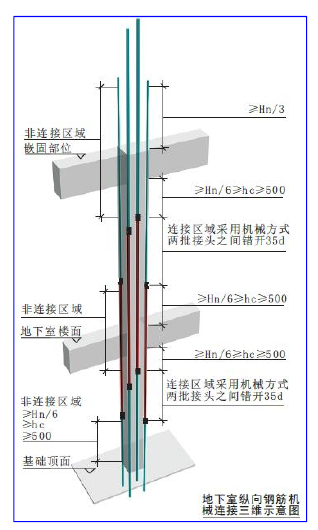 ≥Hn/3
非连接区域
嵌固部位
≥Hn/6≥hc≥500
连接区域采用机械方式
两批接头之间错开35d
≥Hn/6≥hc≥500
非连接区域
地下室楼面
≥Hn/6≥hc≥500
连接区域采用机械方式
两批接头之间错开35d
非连接区域
≥Hn/6
≥hc
≥500
基础顶面
地下室纵向钢筋机
械连接三维示意图